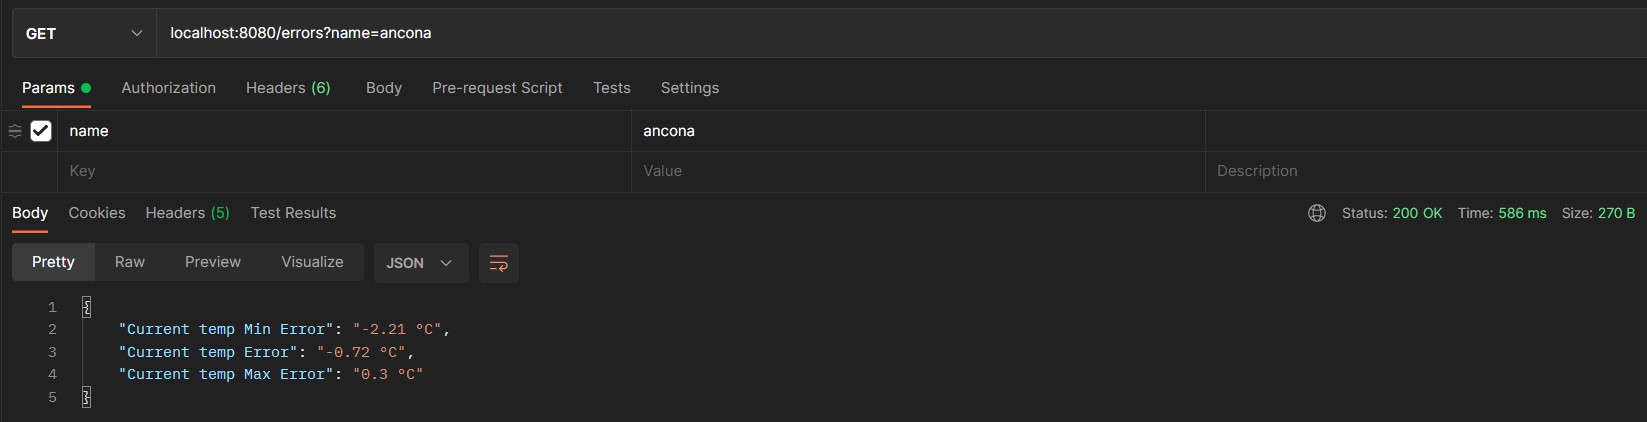 GET localhost:8080/errors?name=ancona
Params Authorization Headers (6) Body Pre-request Script Tests Settings
name ancona
Key Value Description
Body Cookies Headers (5) Test Results Status: 200 OK Time: 586 ms Size: 270 B
Pretty Raw Preview Visualize JSON
1 {
2 "Current temp Min Error": "-2.21 °C",
3 "Current temp Error": "-0.72 °C",
4 "Current temp Max Error": "0.3 °C"
5 }